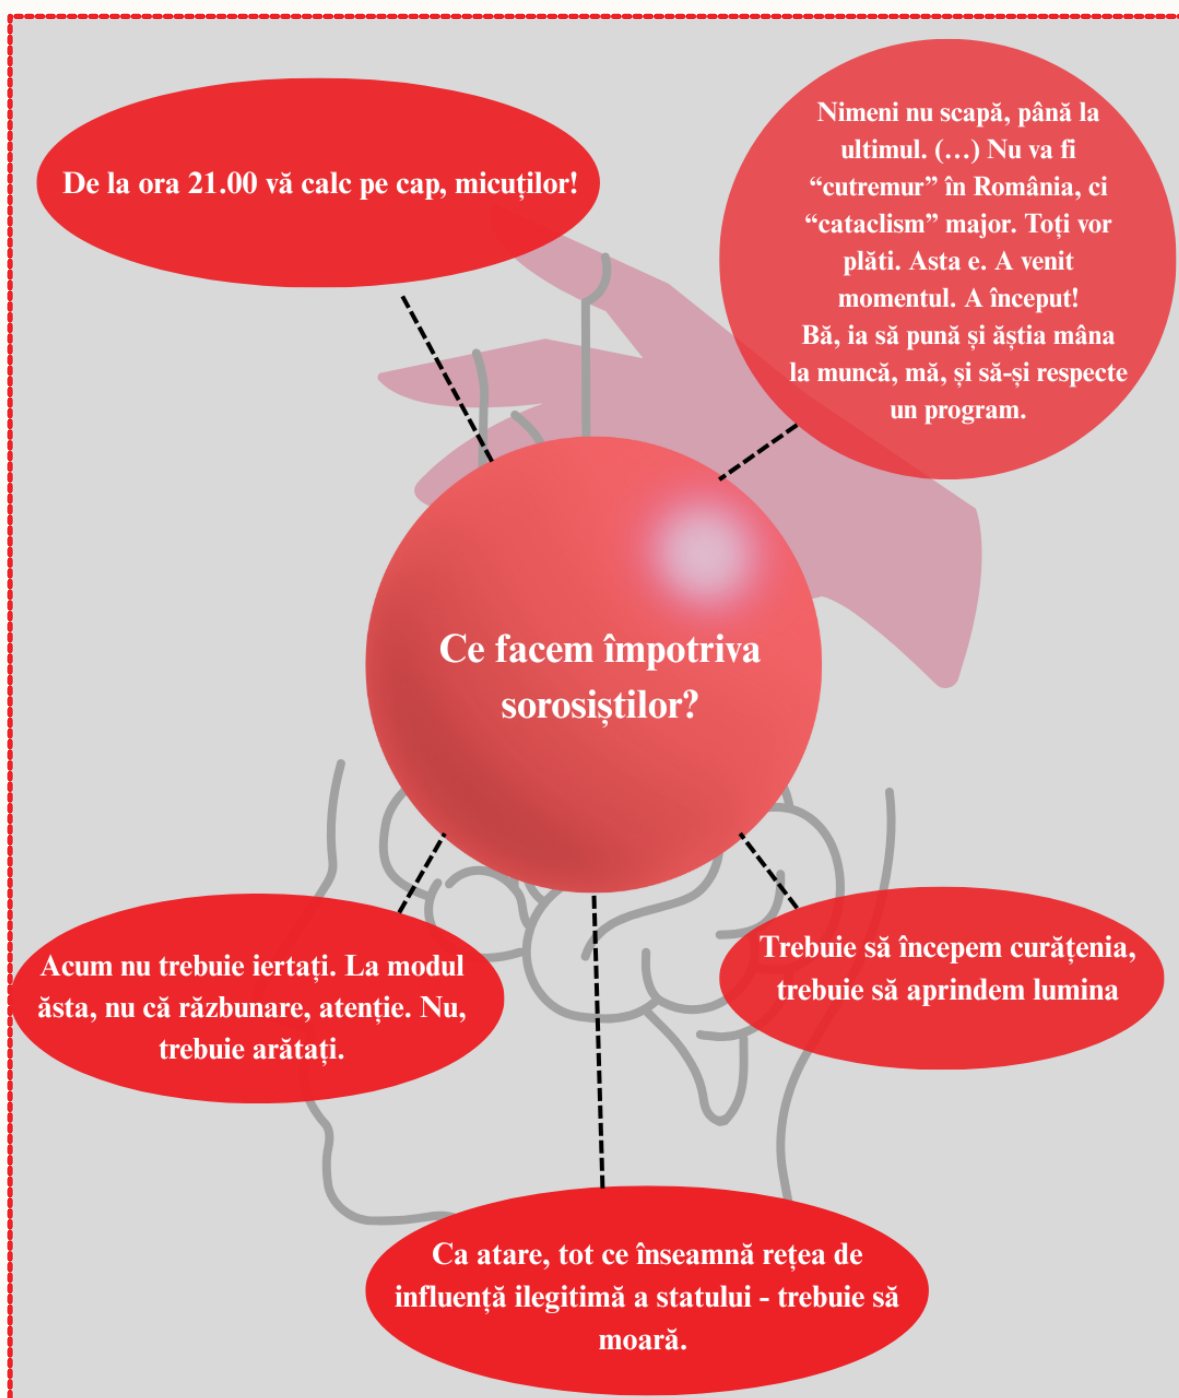 De la ora 21.00 vă calc pe cap, micuților!
Nimeni nu scapă, până la
ultimul. (…) Nu va fi
“cutremur” în România, ci
“cataclism” major. Toți vor
plăti. Asta e. A venit
momentul. A început!
Bă, ia să pună și ăștia mâna
la muncă, mă, și să-și respecte
un program.
Ce facem împotriva
sorosiștilor?
Acum nu trebuie iertați. La modul
ăsta, nu că răzbunare, atenție. Nu,
trebuie arătați.
Trebuie să începem curățenia,
trebuie să aprindem lumina
Ca atare, tot ce înseamnă rețea de
influență ilegitimă a statului - trebuie să
moară.